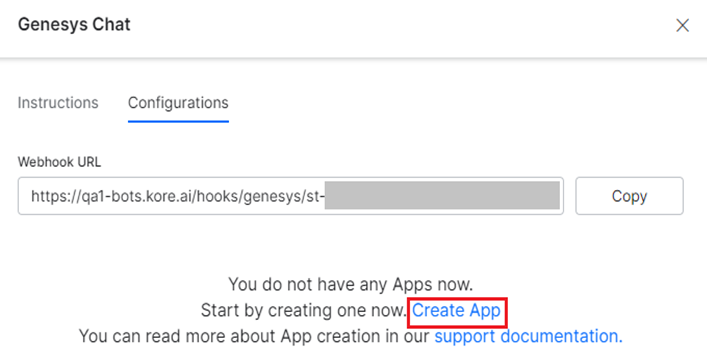 Genesys Chat
Instructions Configurations
Webhook URL
https://qa1-bots.kore.ai/hooks/genesys/st- Copy
You do not have any Apps now.
Start by creating one now. Create App
You can read more about App creation in our support documentation.